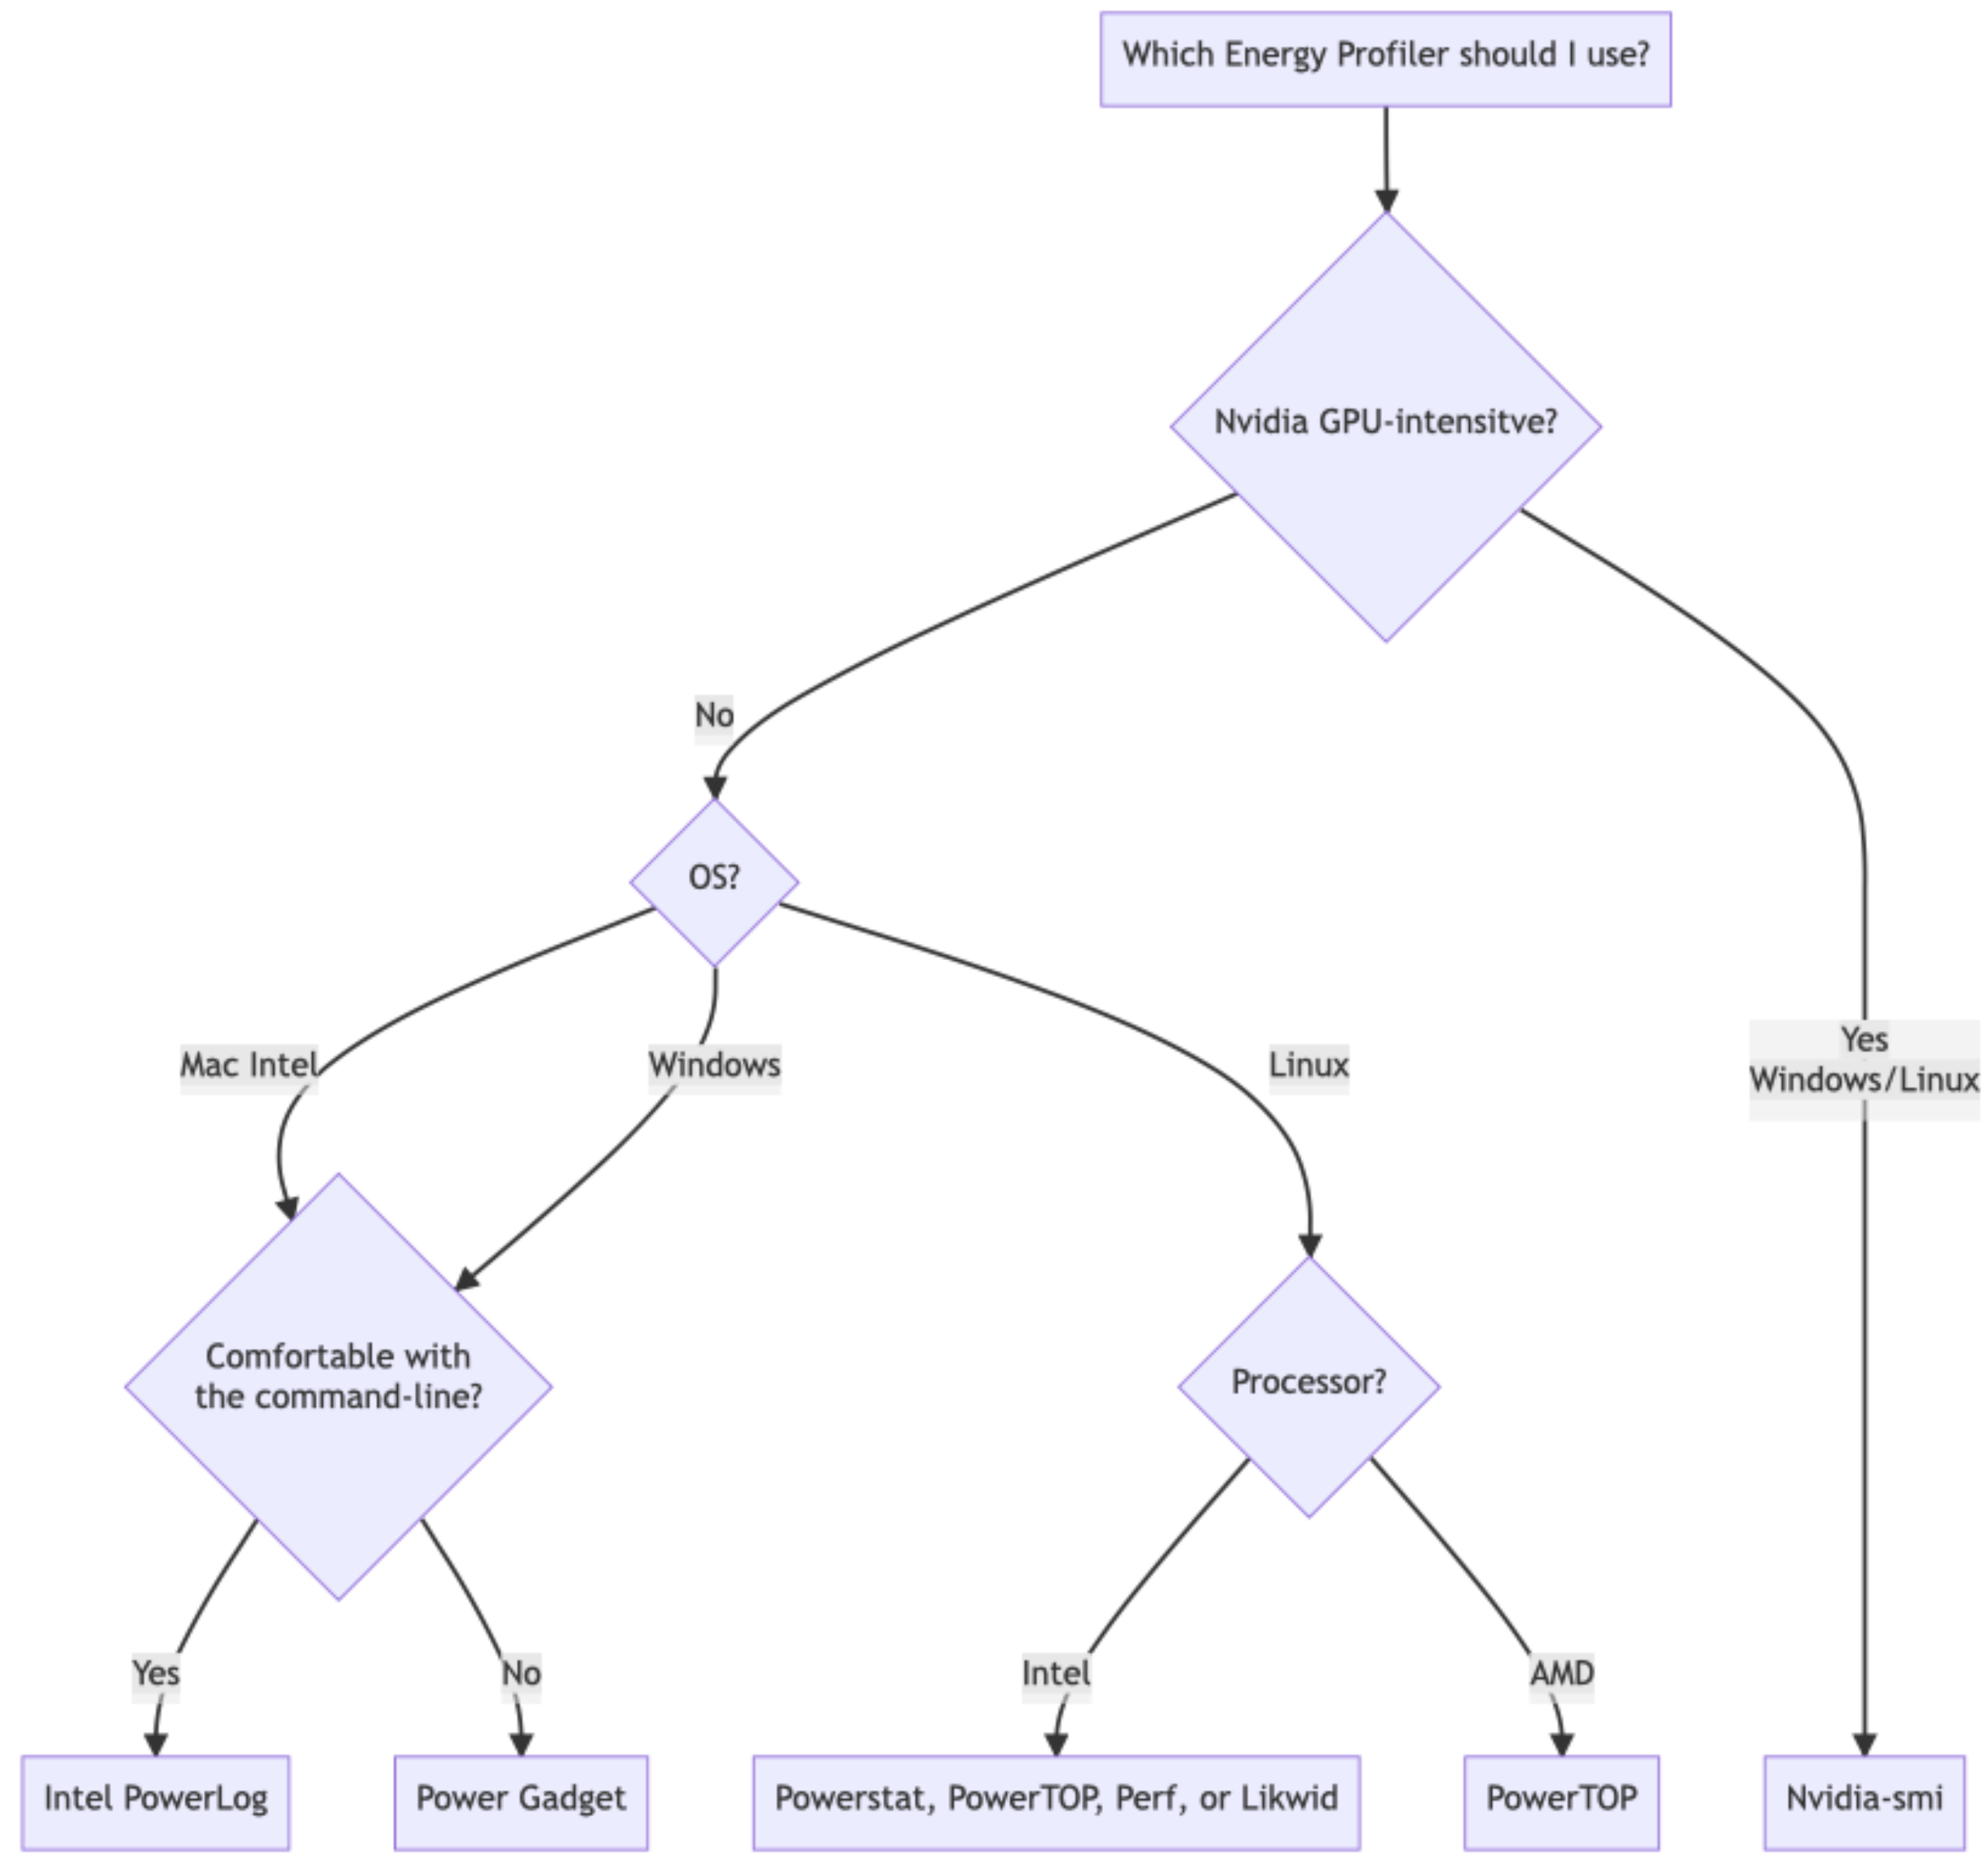 Which Energy Profiler should I use?
Nvidia GPU-intensitve?
No
OS?
Mac Intel
Windows
Linux
Yes
Windows/Linux
Comfortable with
the command-line?
Processor?
Yes
No
Intel
AMD
Intel PowerLog
Power Gadget
Powerstat, PowerTOP, Perf, or Likwid
PowerTOP
Nvidia-smi